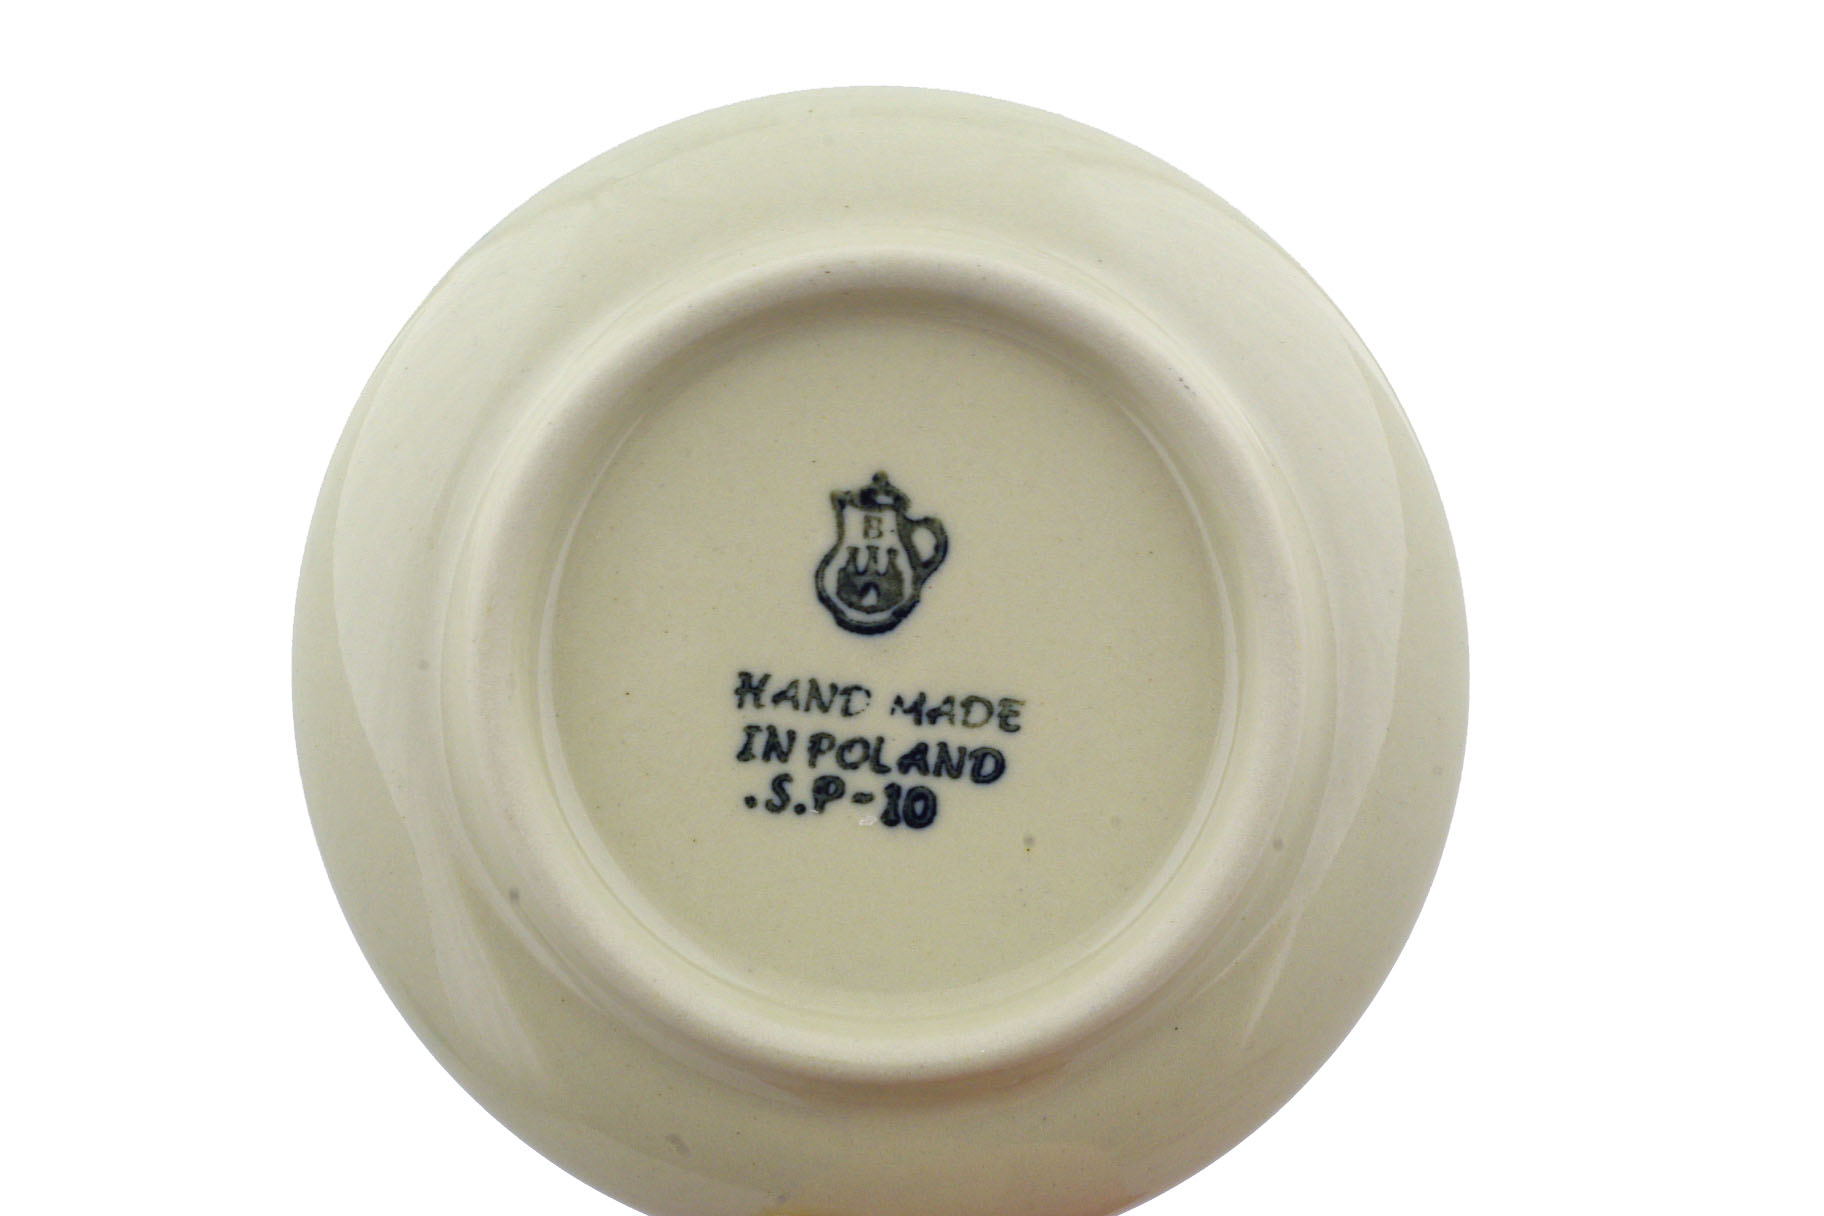 B
HAND MADE
IN POLAND
.S.P-10